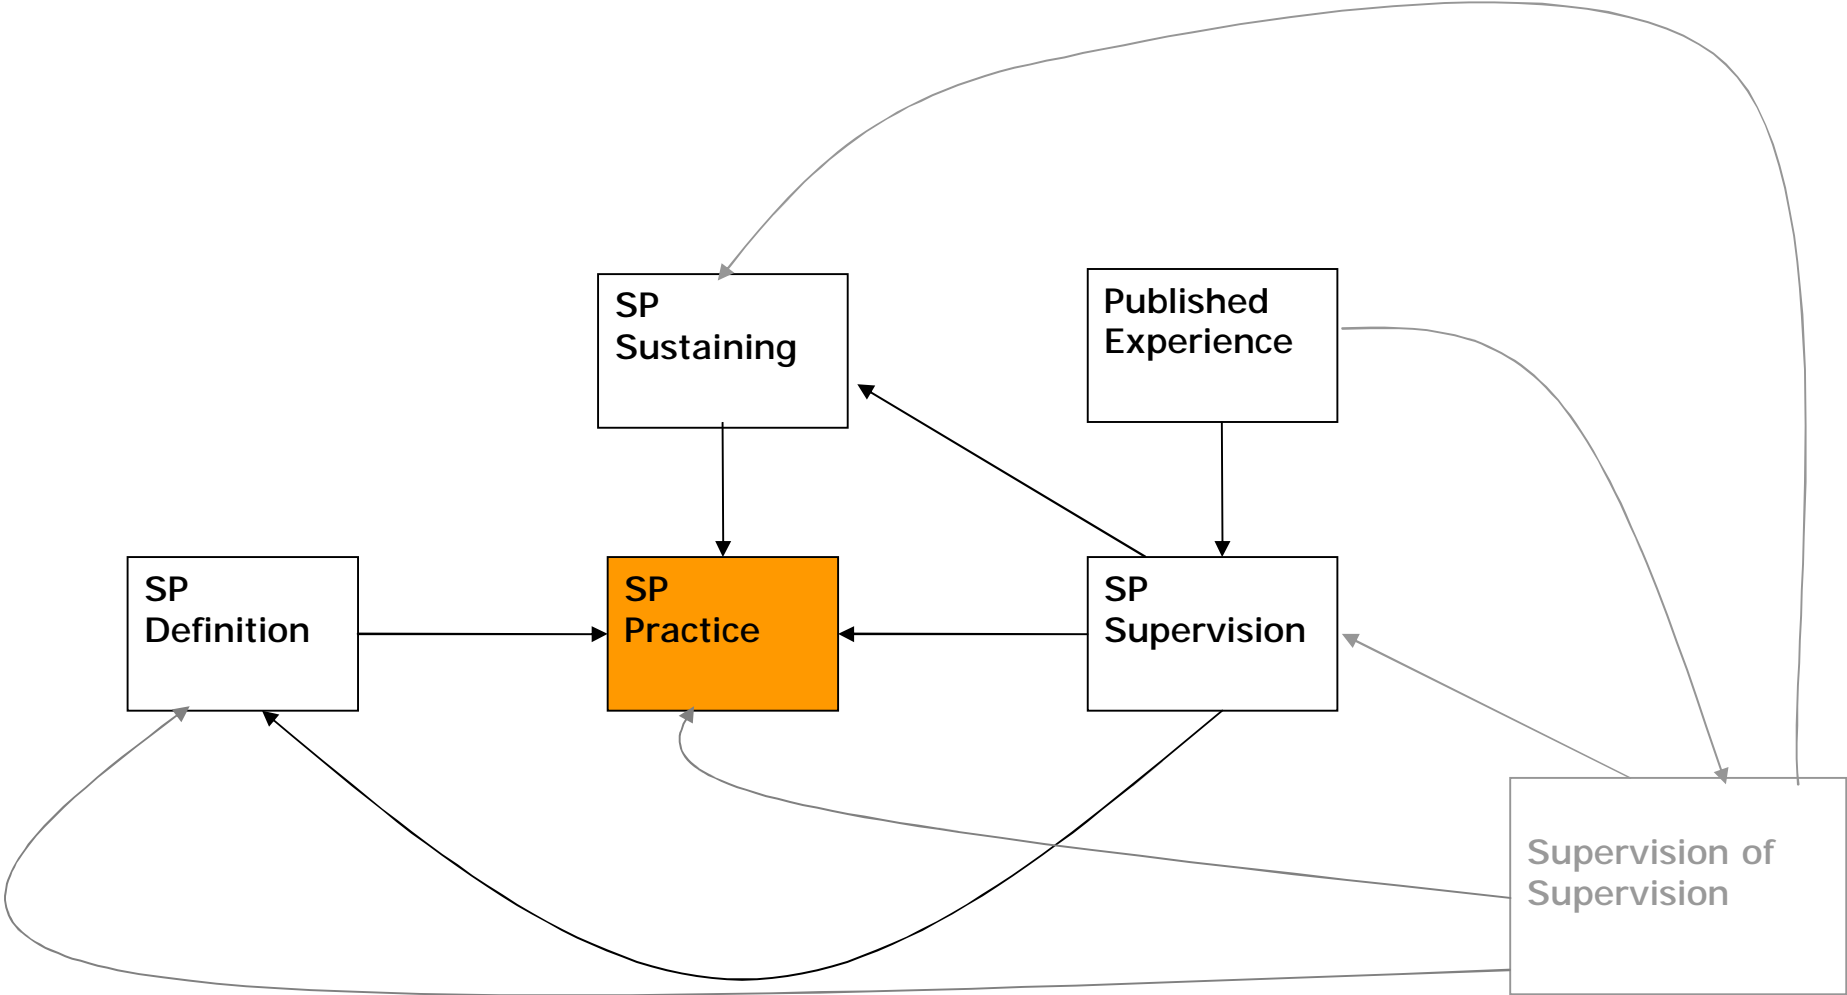 SP
Sustaining
Published
Experience
SP
Definition
SP
Practice
SP
Supervision
Supervision of
Supervision